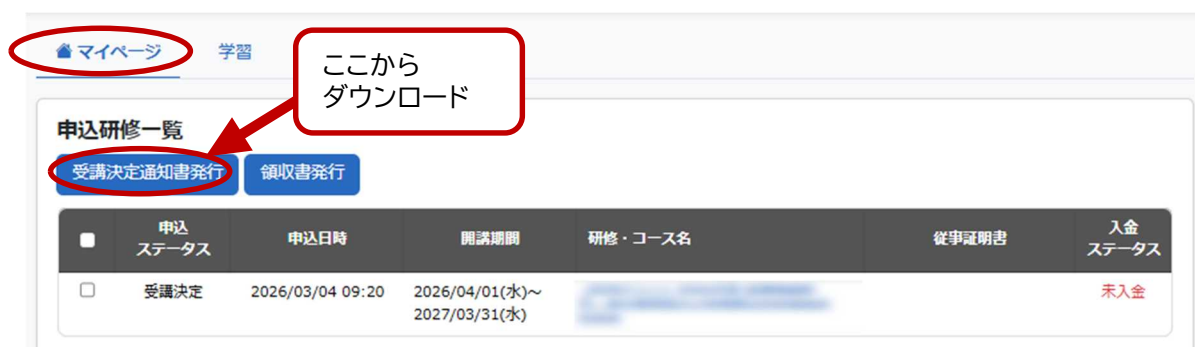 マイページ 学習
ここから
ダウンロード
申込研修一覧
受講決定通知書発行 領収書発行
申込
ステータス 申込日時 開講期間 研修・コース名 従事証明書 入金
ステータス
受講決定 2026/03/04 09:20 2026/04/01(水)～
2027/03/31(水) 未入金